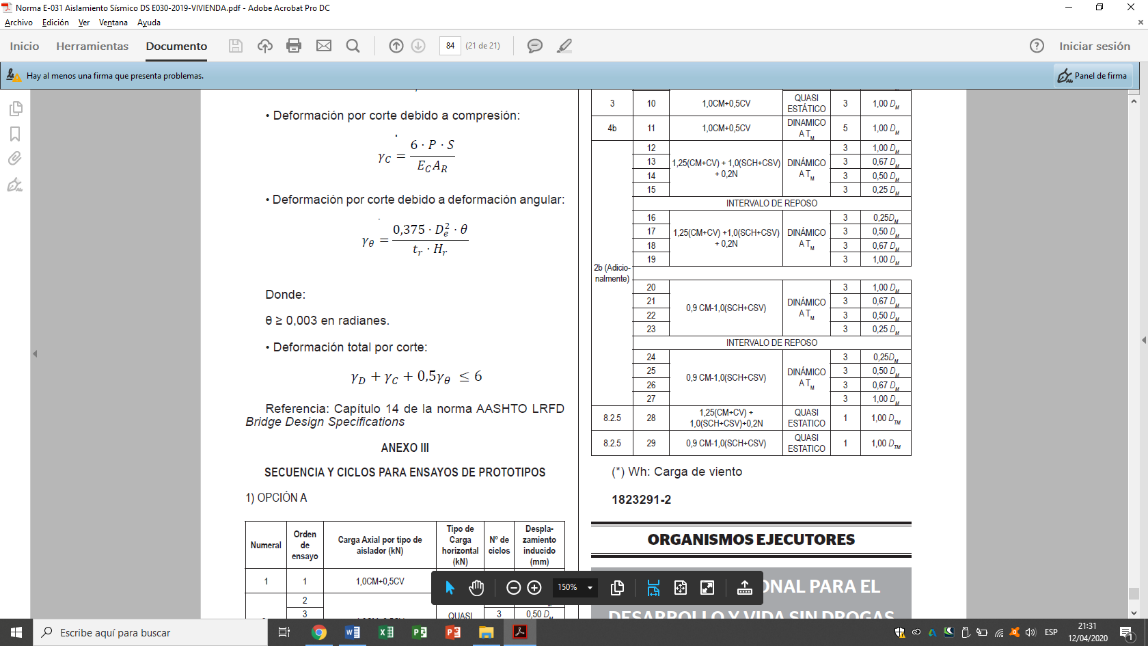 Norma E-031 Aislamiento Sísmico DS E030-2019-VIVIENDA.pdf - Adobe Acrobat Pro DC
Archivo Edición Ver Ventana Ayuda
Inicio Herramientas Documento 84 (21 de 21) Iniciar sesión
Hay al menos una firma que presenta problemas. Panel de firma
• Deformación por corte debido a compresión:
γC = 6 · P · S / EC AR
• Deformación por corte debido a deformación angular:
γθ = 0,375 · De² · θ / tr · Hr
Donde:
θ ≥ 0,003 en radianes.
• Deformación total por corte:
γD + γC + 0,5γθ ≤ 6
Referencia: Capítulo 14 de la norma AASHTO LRFD
Bridge Design Specifications
ANEXO III
SECUENCIA Y CICLOS PARA ENSAYOS DE PROTOTIPOS
1) OPCIÓN A
Numeral Orden de ensayo Carga Axial por tipo de aislador (kN) Tipo de Carga horizontal (kN) Nº de ciclos Despla-zamiento inducido (mm)
1 1 1,0CM+0,5CV
2
3 QUASI 3 0,50 DM
3 10 1,0CM+0,5CV QUASI ESTÁTICO 3 1,00 DM
4b 11 1,0CM+0,5CV DINAMICO A TM 5 1,00 DM
12 3 1,00 DM
13 1,25(CM+CV) + 1,0(SCH+CSV) + 0,2N DINÁMICO A TM 3 0,67 DM
14 3 0,50 DM
15 3 0,25 DM
INTERVALO DE REPOSO
16 3 0,25DM
17 1,25(CM+CV) +1,0(SCH+CSV) + 0,2N DINÁMICO A TM 3 0,50 DM
18 3 0,67 DM
19 3 1,00 DM
2b (Adicio-nalmente)
20 3 1,00 DM
21 0,9 CM-1,0(SCH+CSV) DINÁMICO A TM 3 0,67 DM
22 3 0,50 DM
23 3 0,25 DM
INTERVALO DE REPOSO
24 3 0,25DM
25 0,9 CM-1,0(SCH+CSV) DINÁMICO A TM 3 0,50 DM
26 3 0,67 DM
27 3 1,00 DM
8.2.5 28 1,25(CM+CV) + 1,0(SCH+CSV)+0,2N QUASI ESTATICO 1 1,00 DTM
8.2.5 29 0,9 CM-1,0(SCH+CSV) QUASI ESTATICO 1 1,00 DTM
(*) Wh: Carga de viento
1823291-2
ORGANISMOS EJECUTORES
ONAL PARA EL
DESARROLLO Y VIDA SIN DROGAS
150%
Escribe aquí para buscar
ESP
21:31
12/04/2020